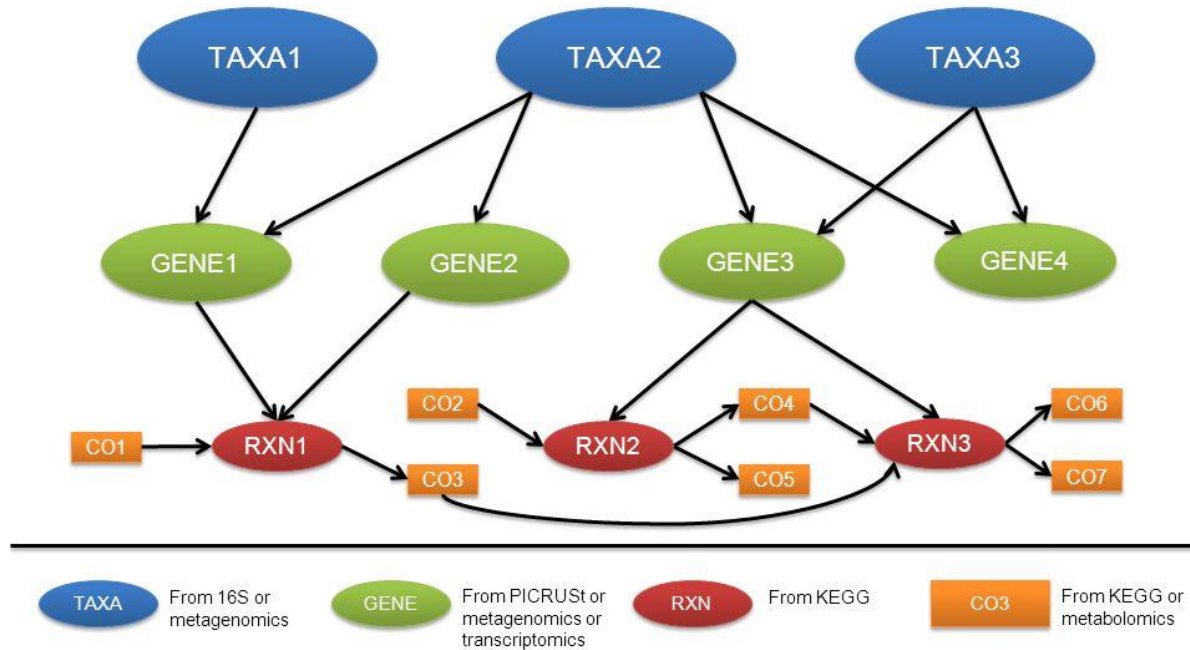 TAXA1
TAXA2
TAXA3
GENE1
GENE2
GENE3
GENE4
CO2
CO4
CO6
CO1
RXN1
RXN2
RXN3
CO3
CO5
CO7
TAXA
From 16S or
metagenomics
GENE
From PICRUSt or
metagenomics or
transcriptomics
RXN
From KEGG
CO3
From KEGG or
metabolomics